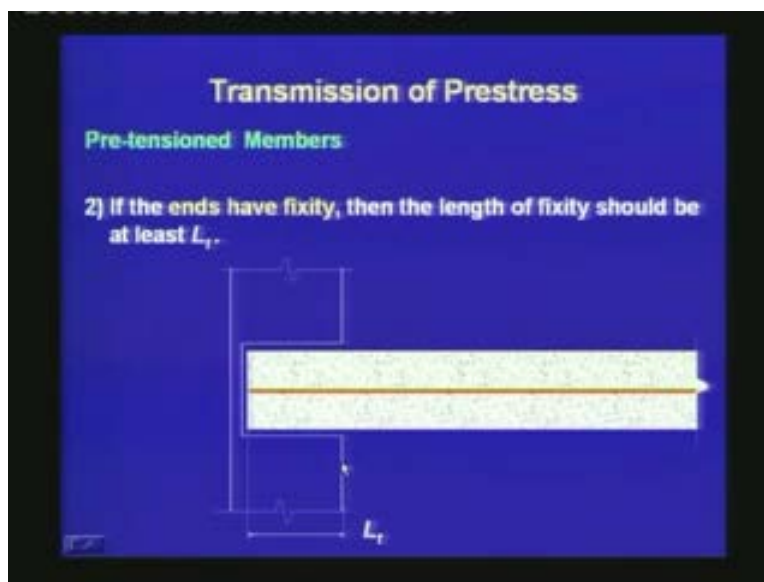 Transmission of Prestress
Pre-tensioned Members
2) If the ends have fixity, then the length of fixity should be
at least Lₜ.
Lₜ